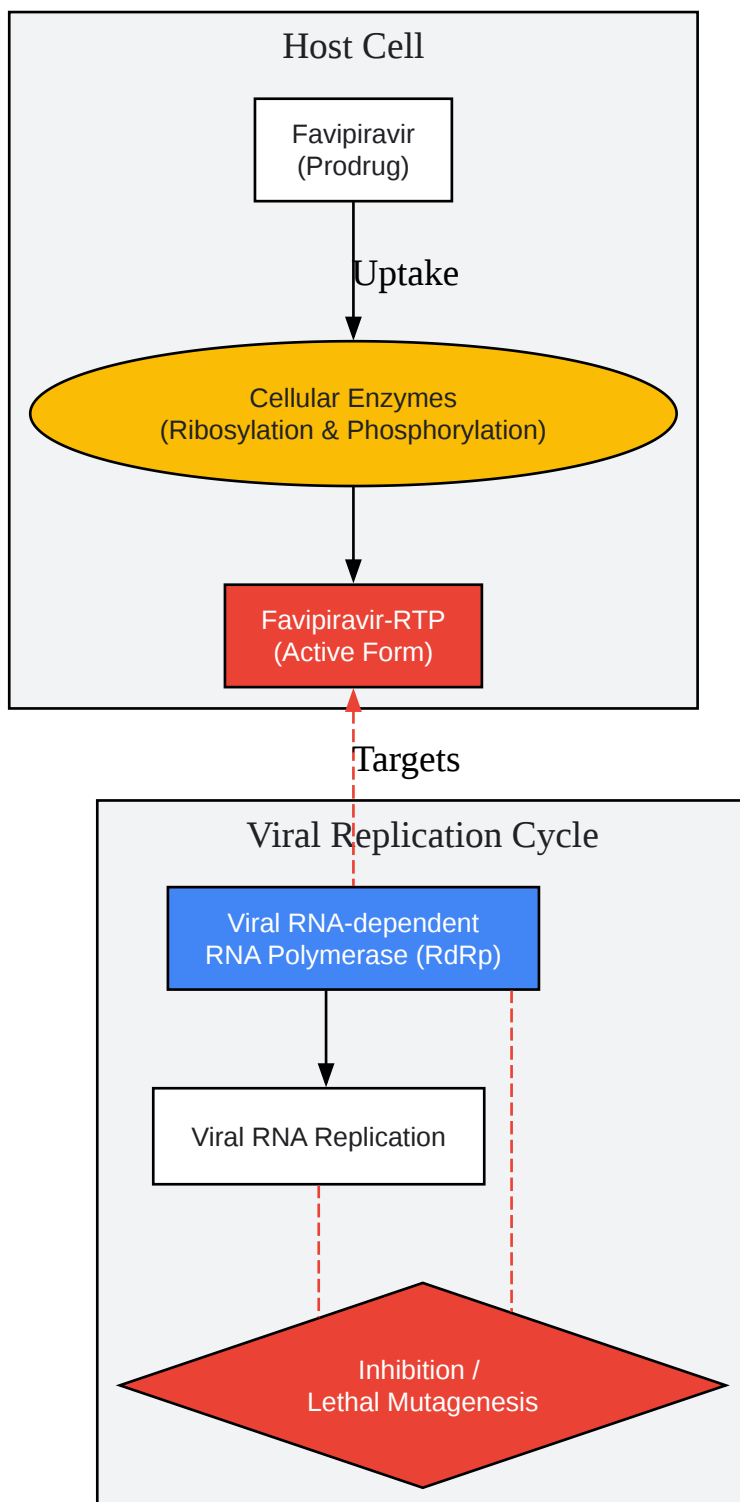 Host Cell
Favipiravir
(Prodrug)
Uptake
Cellular Enzymes
(Ribosylation & Phosphorylation)
Favipiravir-RTP
(Active Form)
Targets
Viral Replication Cycle
Viral RNA-dependent
RNA Polymerase (RdRp)
Viral RNA Replication
Inhibition /
Lethal Mutagenesis